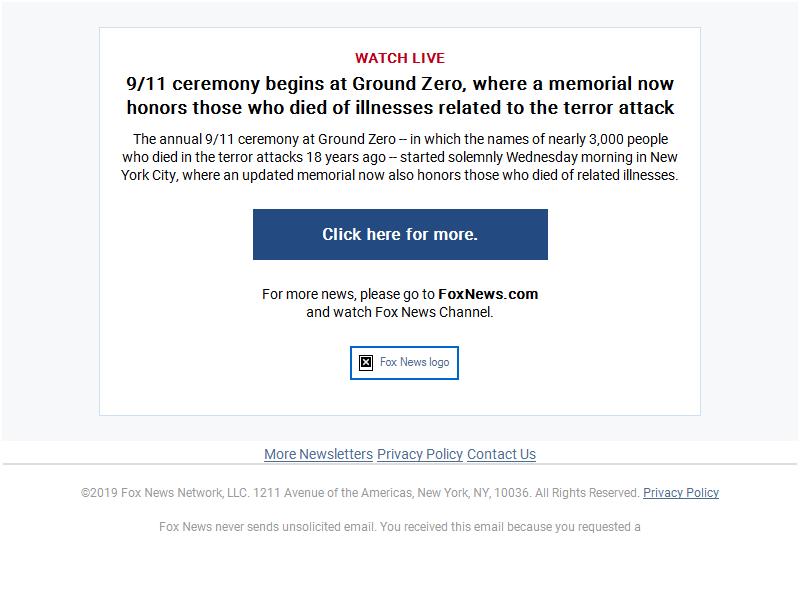 WATCH LIVE
9/11 ceremony begins at Ground Zero, where a memorial now
honors those who died of illnesses related to the terror attack
The annual 9/11 ceremony at Ground Zero -- in which the names of nearly 3,000 people
who died in the terror attacks 18 years ago -- started solemnly Wednesday morning in New
York City, where an updated memorial now also honors those who died of related illnesses.
Click here for more.
For more news, please go to FoxNews.com
and watch Fox News Channel.
Fox News logo
More Newsletters Privacy Policy Contact Us
©2019 Fox News Network, LLC. 1211 Avenue of the Americas, New York, NY, 10036. All Rights Reserved. Privacy Policy
Fox News never sends unsolicited email. You received this email because you requested a